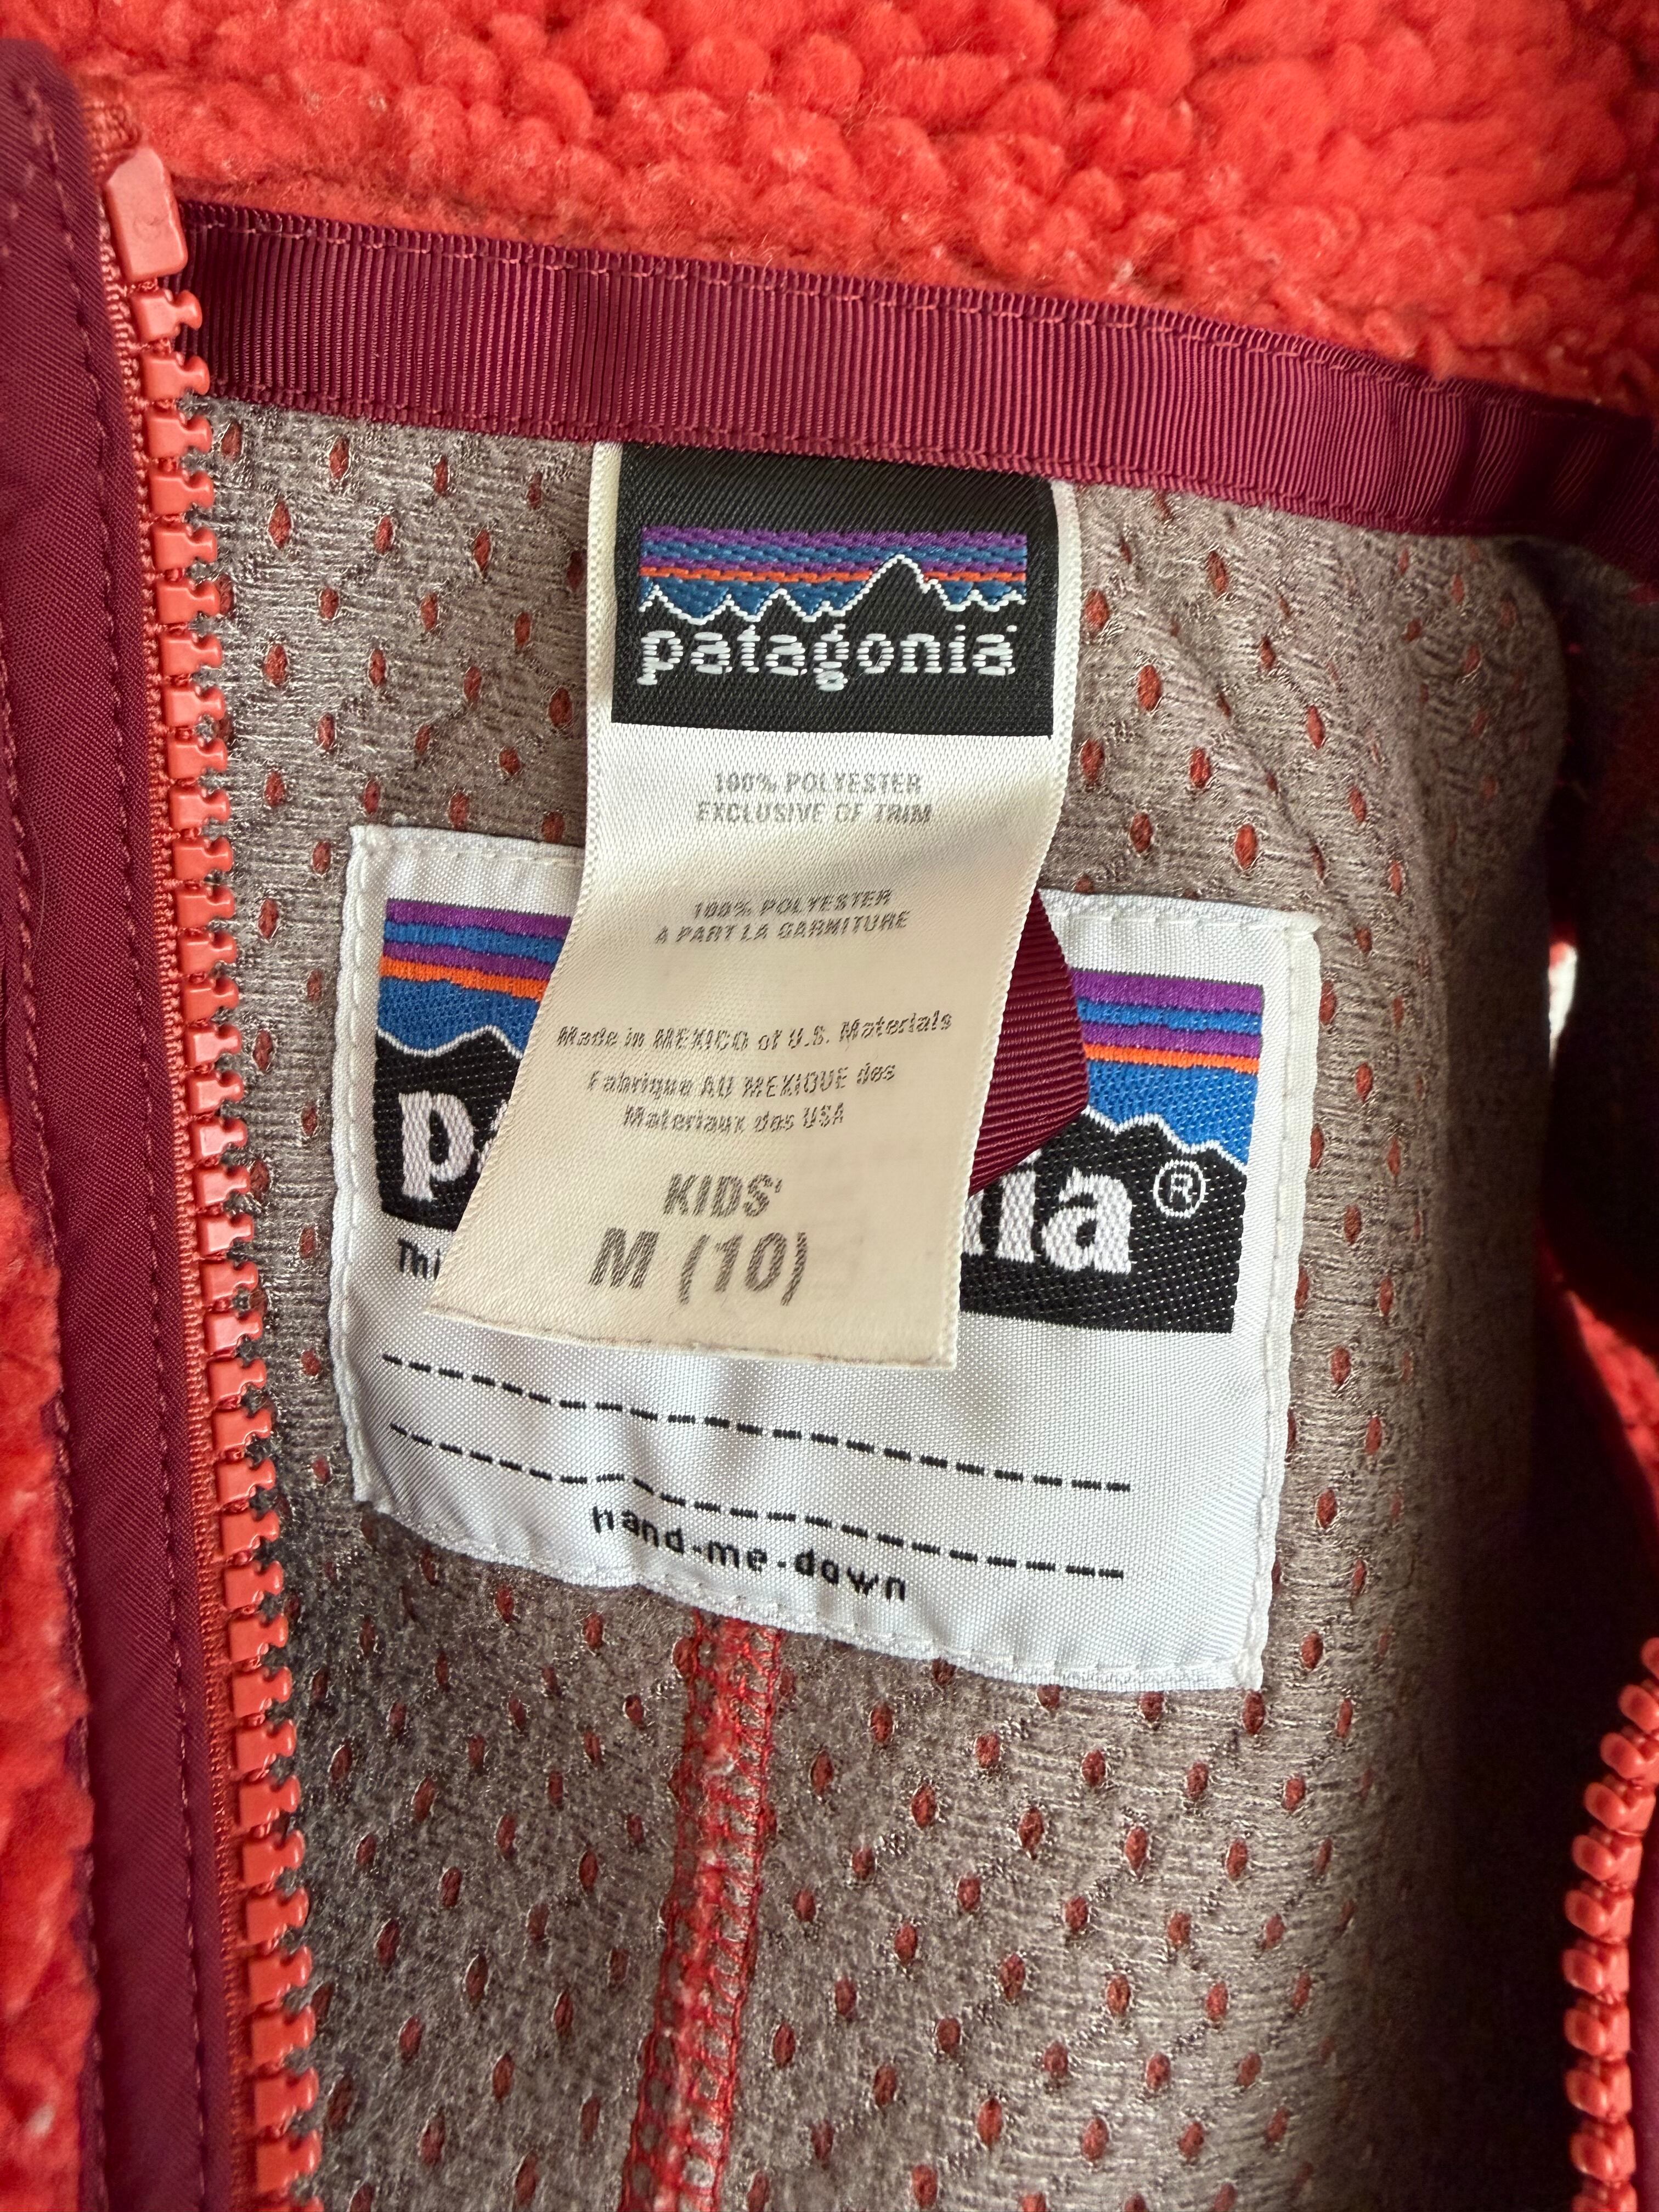 patagonia
100% POLYESTER
EXCLUSIVE OF TRIM
100% POLYESTER
A PART LA GARNITURE
Made in MEXICO of U.S. Materials
Fabrique AU MEXIQUE des
Materiaux des USA
KIDS'
M (10)
hand-me-down